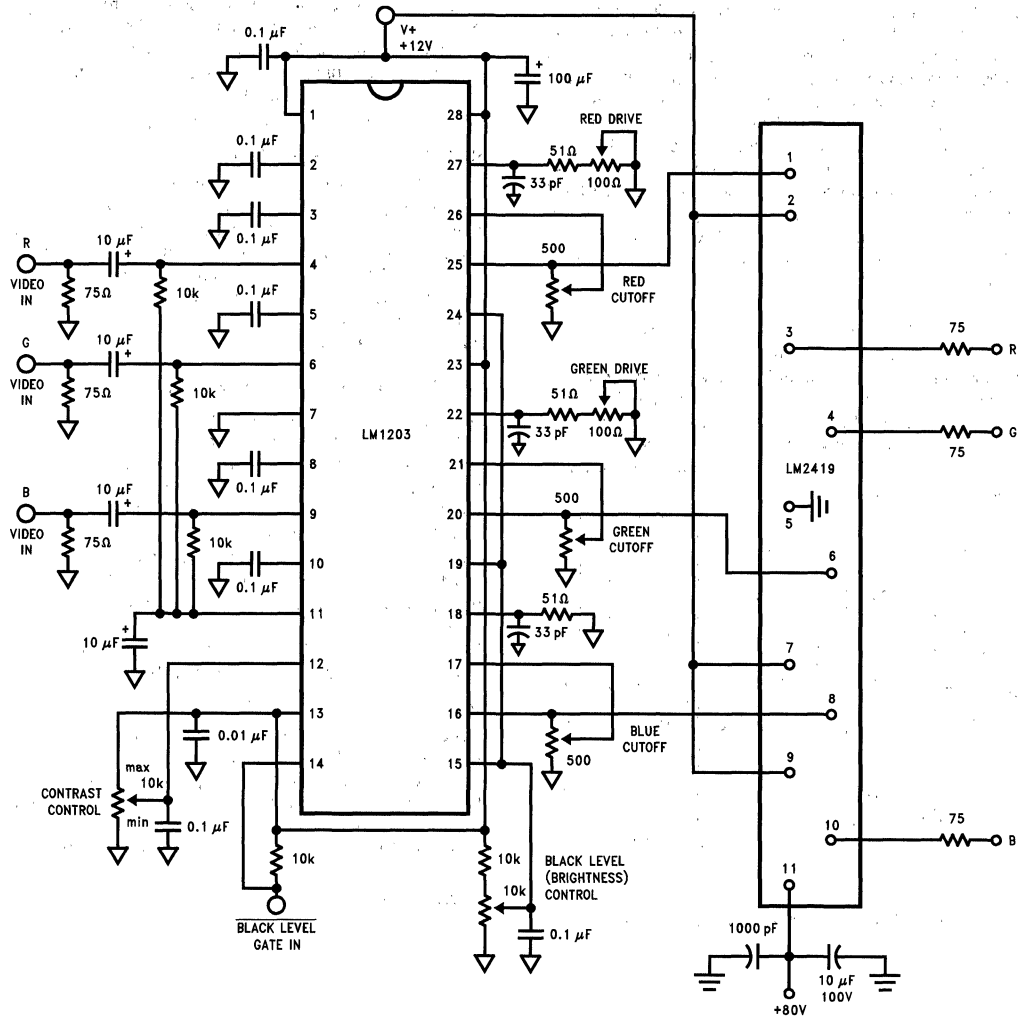 V+
+12V
0.1 µF
100 µF
1
28
RED DRIVE
0.1 µF
2
27
51Ω
33 pF
100Ω
1
2
3
0.1 µF
26
R
VIDEO
IN
10 µF
+
75Ω
10k
4
25
500
RED
CUTOFF
0.1 µF
5
24
G
VIDEO
IN
10 µF
+
75Ω
10k
6
23
GREEN DRIVE
51Ω
3
75
R
7
22
33 pF
100Ω
LM1203
4
75
G
8
0.1 µF
21
LM2419
B
VIDEO
IN
10 µF
+
75Ω
10k
9
20
500
GREEN
CUTOFF
5
10
0.1 µF
19
6
51Ω
11
18
33 pF
+
10 µF
12
17
7
13
16
BLUE
CUTOFF
500
8
0.01 µF
14
15
9
max
10k
CONTRAST
CONTROL
min
0.1 µF
10
75
B
10k
10k
BLACK LEVEL
(BRIGHTNESS)
CONTROL
10k
11
BLACK LEVEL
GATE IN
0.1 µF
1000 pF
10 µF
100V
+80V
+